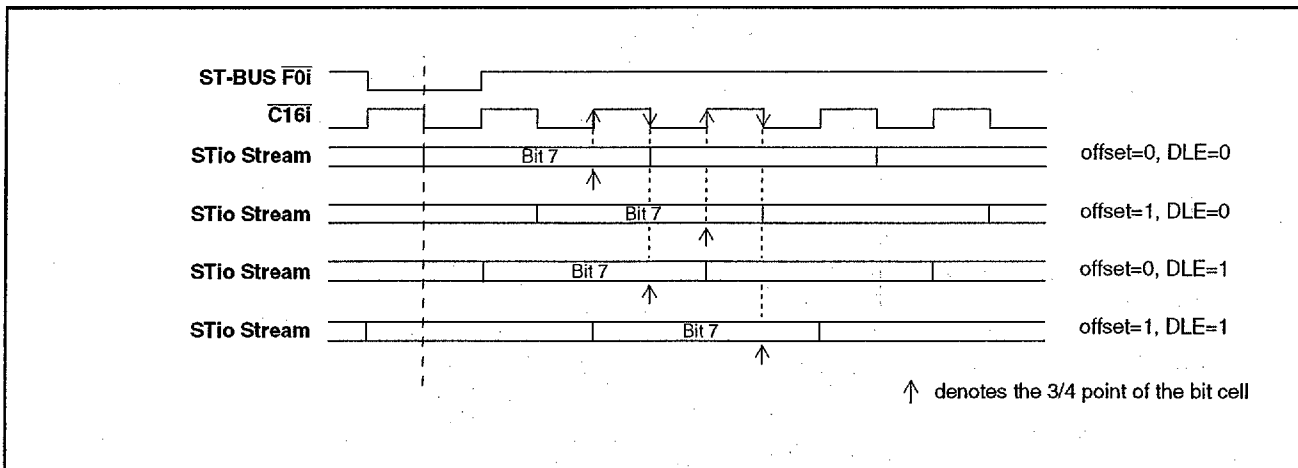 ST-BUS F0i
C16i
STio Stream Bit 7 offset=0, DLE=0
STio Stream Bit 7 offset=1, DLE=0
STio Stream Bit 7 offset=0, DLE=1
STio Stream Bit 7 offset=1, DLE=1
↑ denotes the 3/4 point of the bit cell